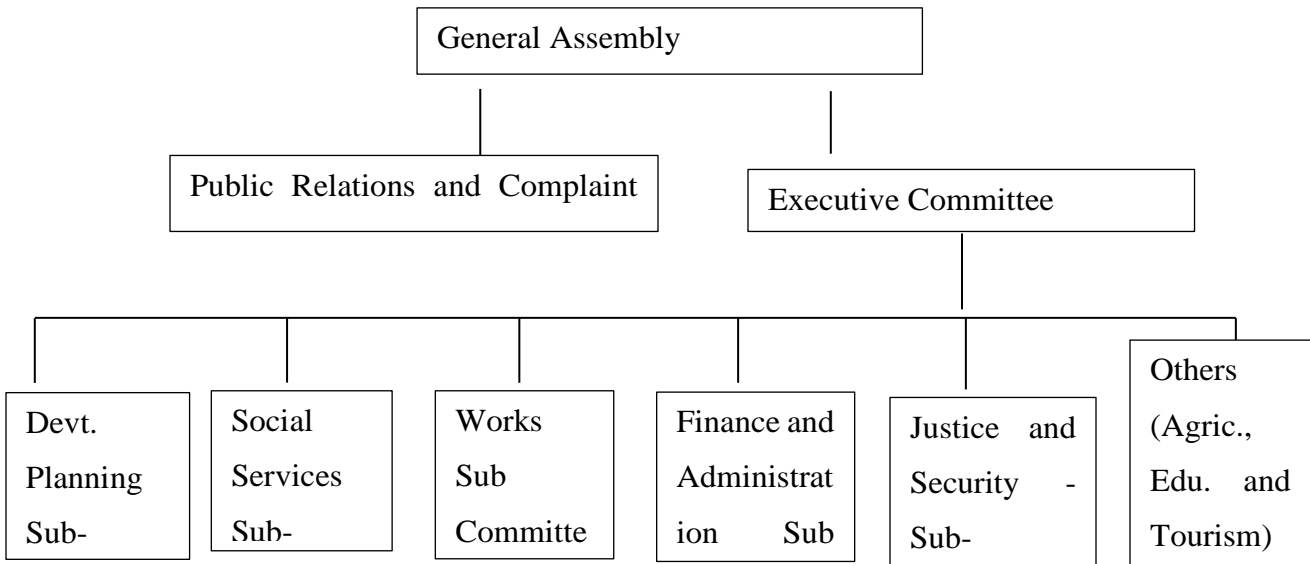 General Assembly
Public Relations and Complaint
Executive Committee
Devt.
Planning
Sub-
Social
Services
Sub-
Works
Sub
Committe
Finance and
Administrat
ion Sub
Justice and
Security -
Sub-
Others
(Agric.,
Edu. and
Tourism)